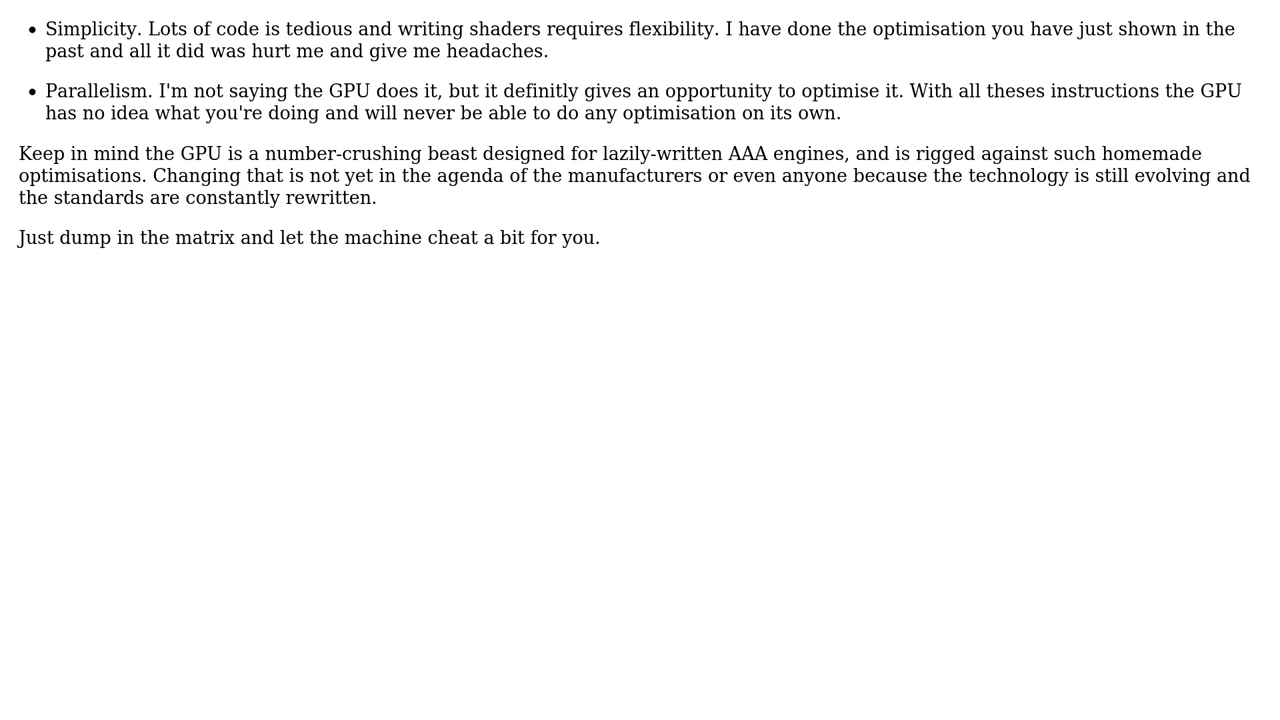 • Simplicity. Lots of code is tedious and writing shaders requires flexibility. I have done the optimisation you have just shown in the
past and all it did was hurt me and give me headaches.
• Parallelism. I'm not saying the GPU does it, but it definitly gives an opportunity to optimise it. With all theses instructions the GPU
has no idea what you're doing and will never be able to do any optimisation on its own.
Keep in mind the GPU is a number-crushing beast designed for lazily-written AAA engines, and is rigged against such homemade
optimisations. Changing that is not yet in the agenda of the manufacturers or even anyone because the technology is still evolving and
the standards are constantly rewritten.
Just dump in the matrix and let the machine cheat a bit for you.